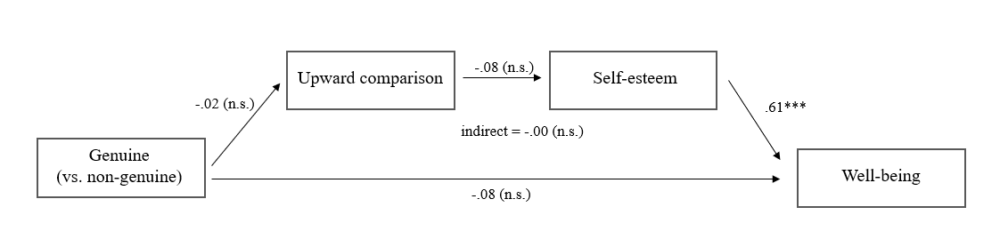 Upward comparison
-.08 (n.s.)
Self-esteem
-.02 (n.s.)
.61***
indirect = -.00 (n.s.)
Genuine
(vs. non-genuine)
Well-being
-.08 (n.s.)